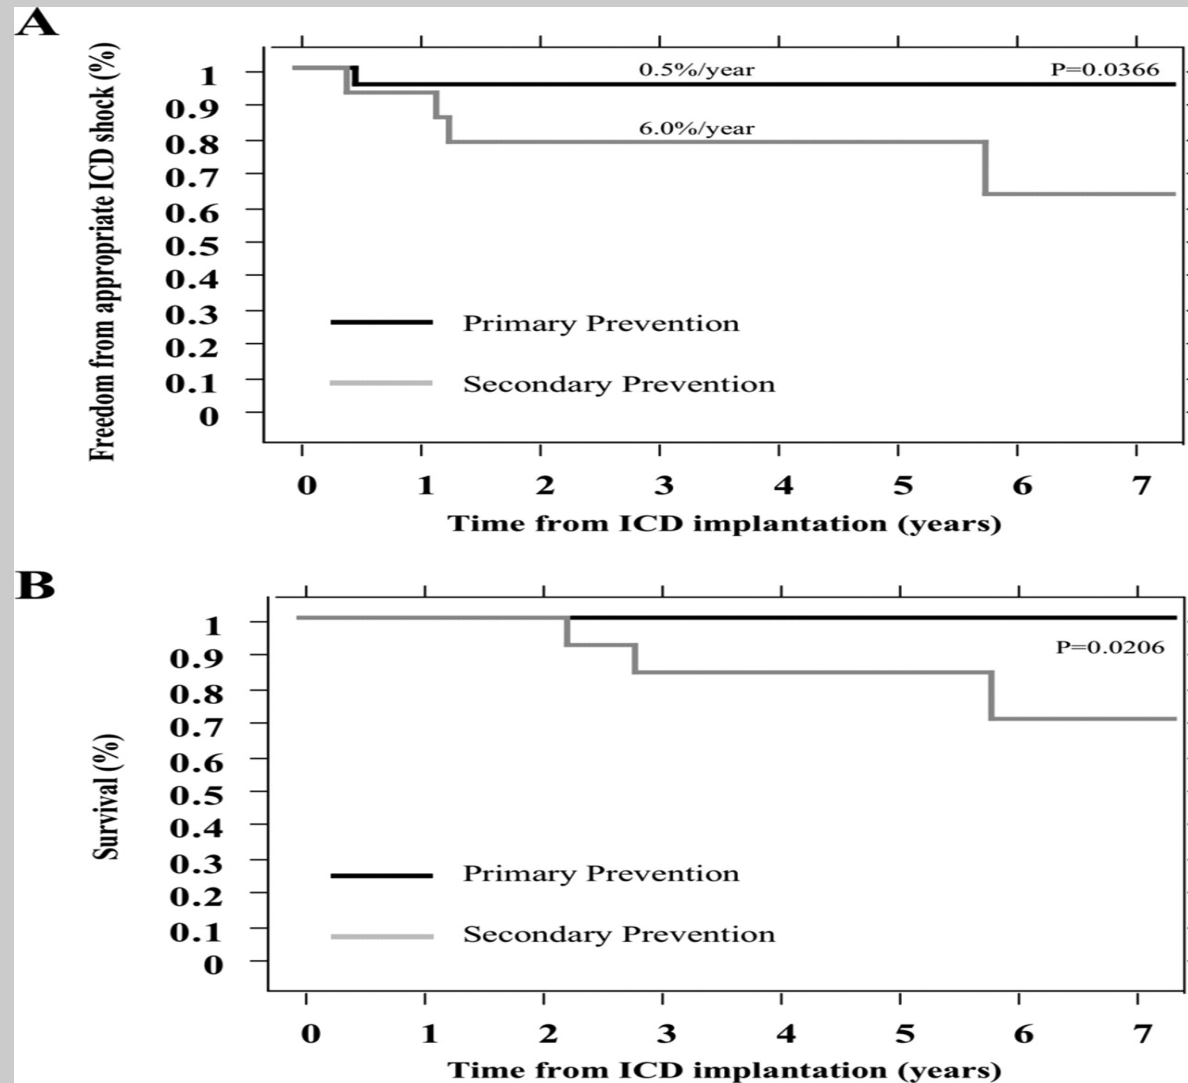 A
Freedom from appropriate ICD shock (%)
1
0.9
0.8
0.7
0.6
0.5
0.4
0.3
0.2
0.1
0
0.5%/year
P=0.0366
6.0%/year
Primary Prevention
Secondary Prevention
0 1 2 3 4 5 6 7
Time from ICD implantation (years)
B
Survival (%)
1
0.9
0.8
0.7
0.6
0.5
0.4
0.3
0.2
0.1
0
P=0.0206
Primary Prevention
Secondary Prevention
0 1 2 3 4 5 6 7
Time from ICD implantation (years)